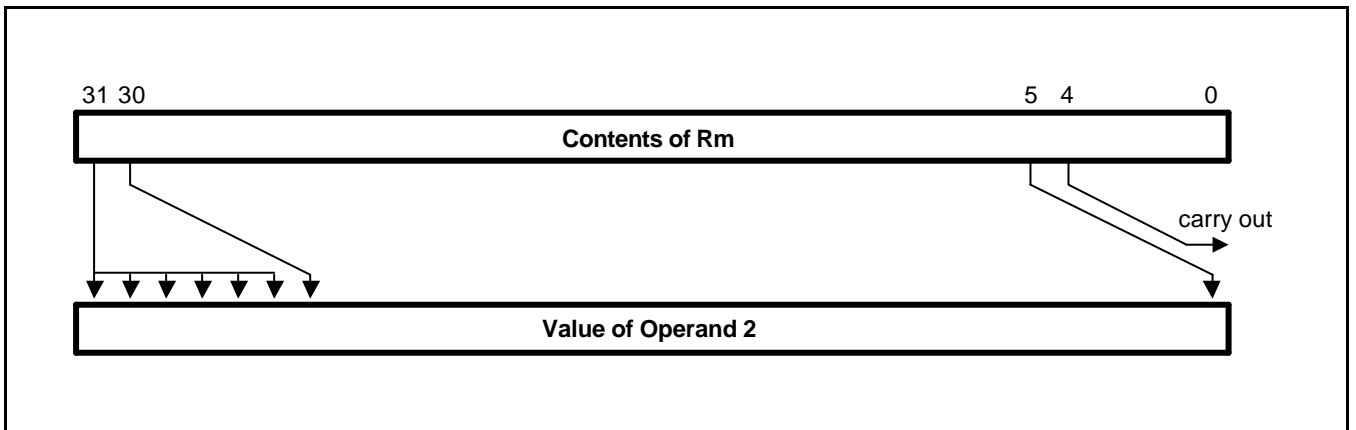 31 30 5 4 0
Contents of Rm
carry out
Value of Operand 2